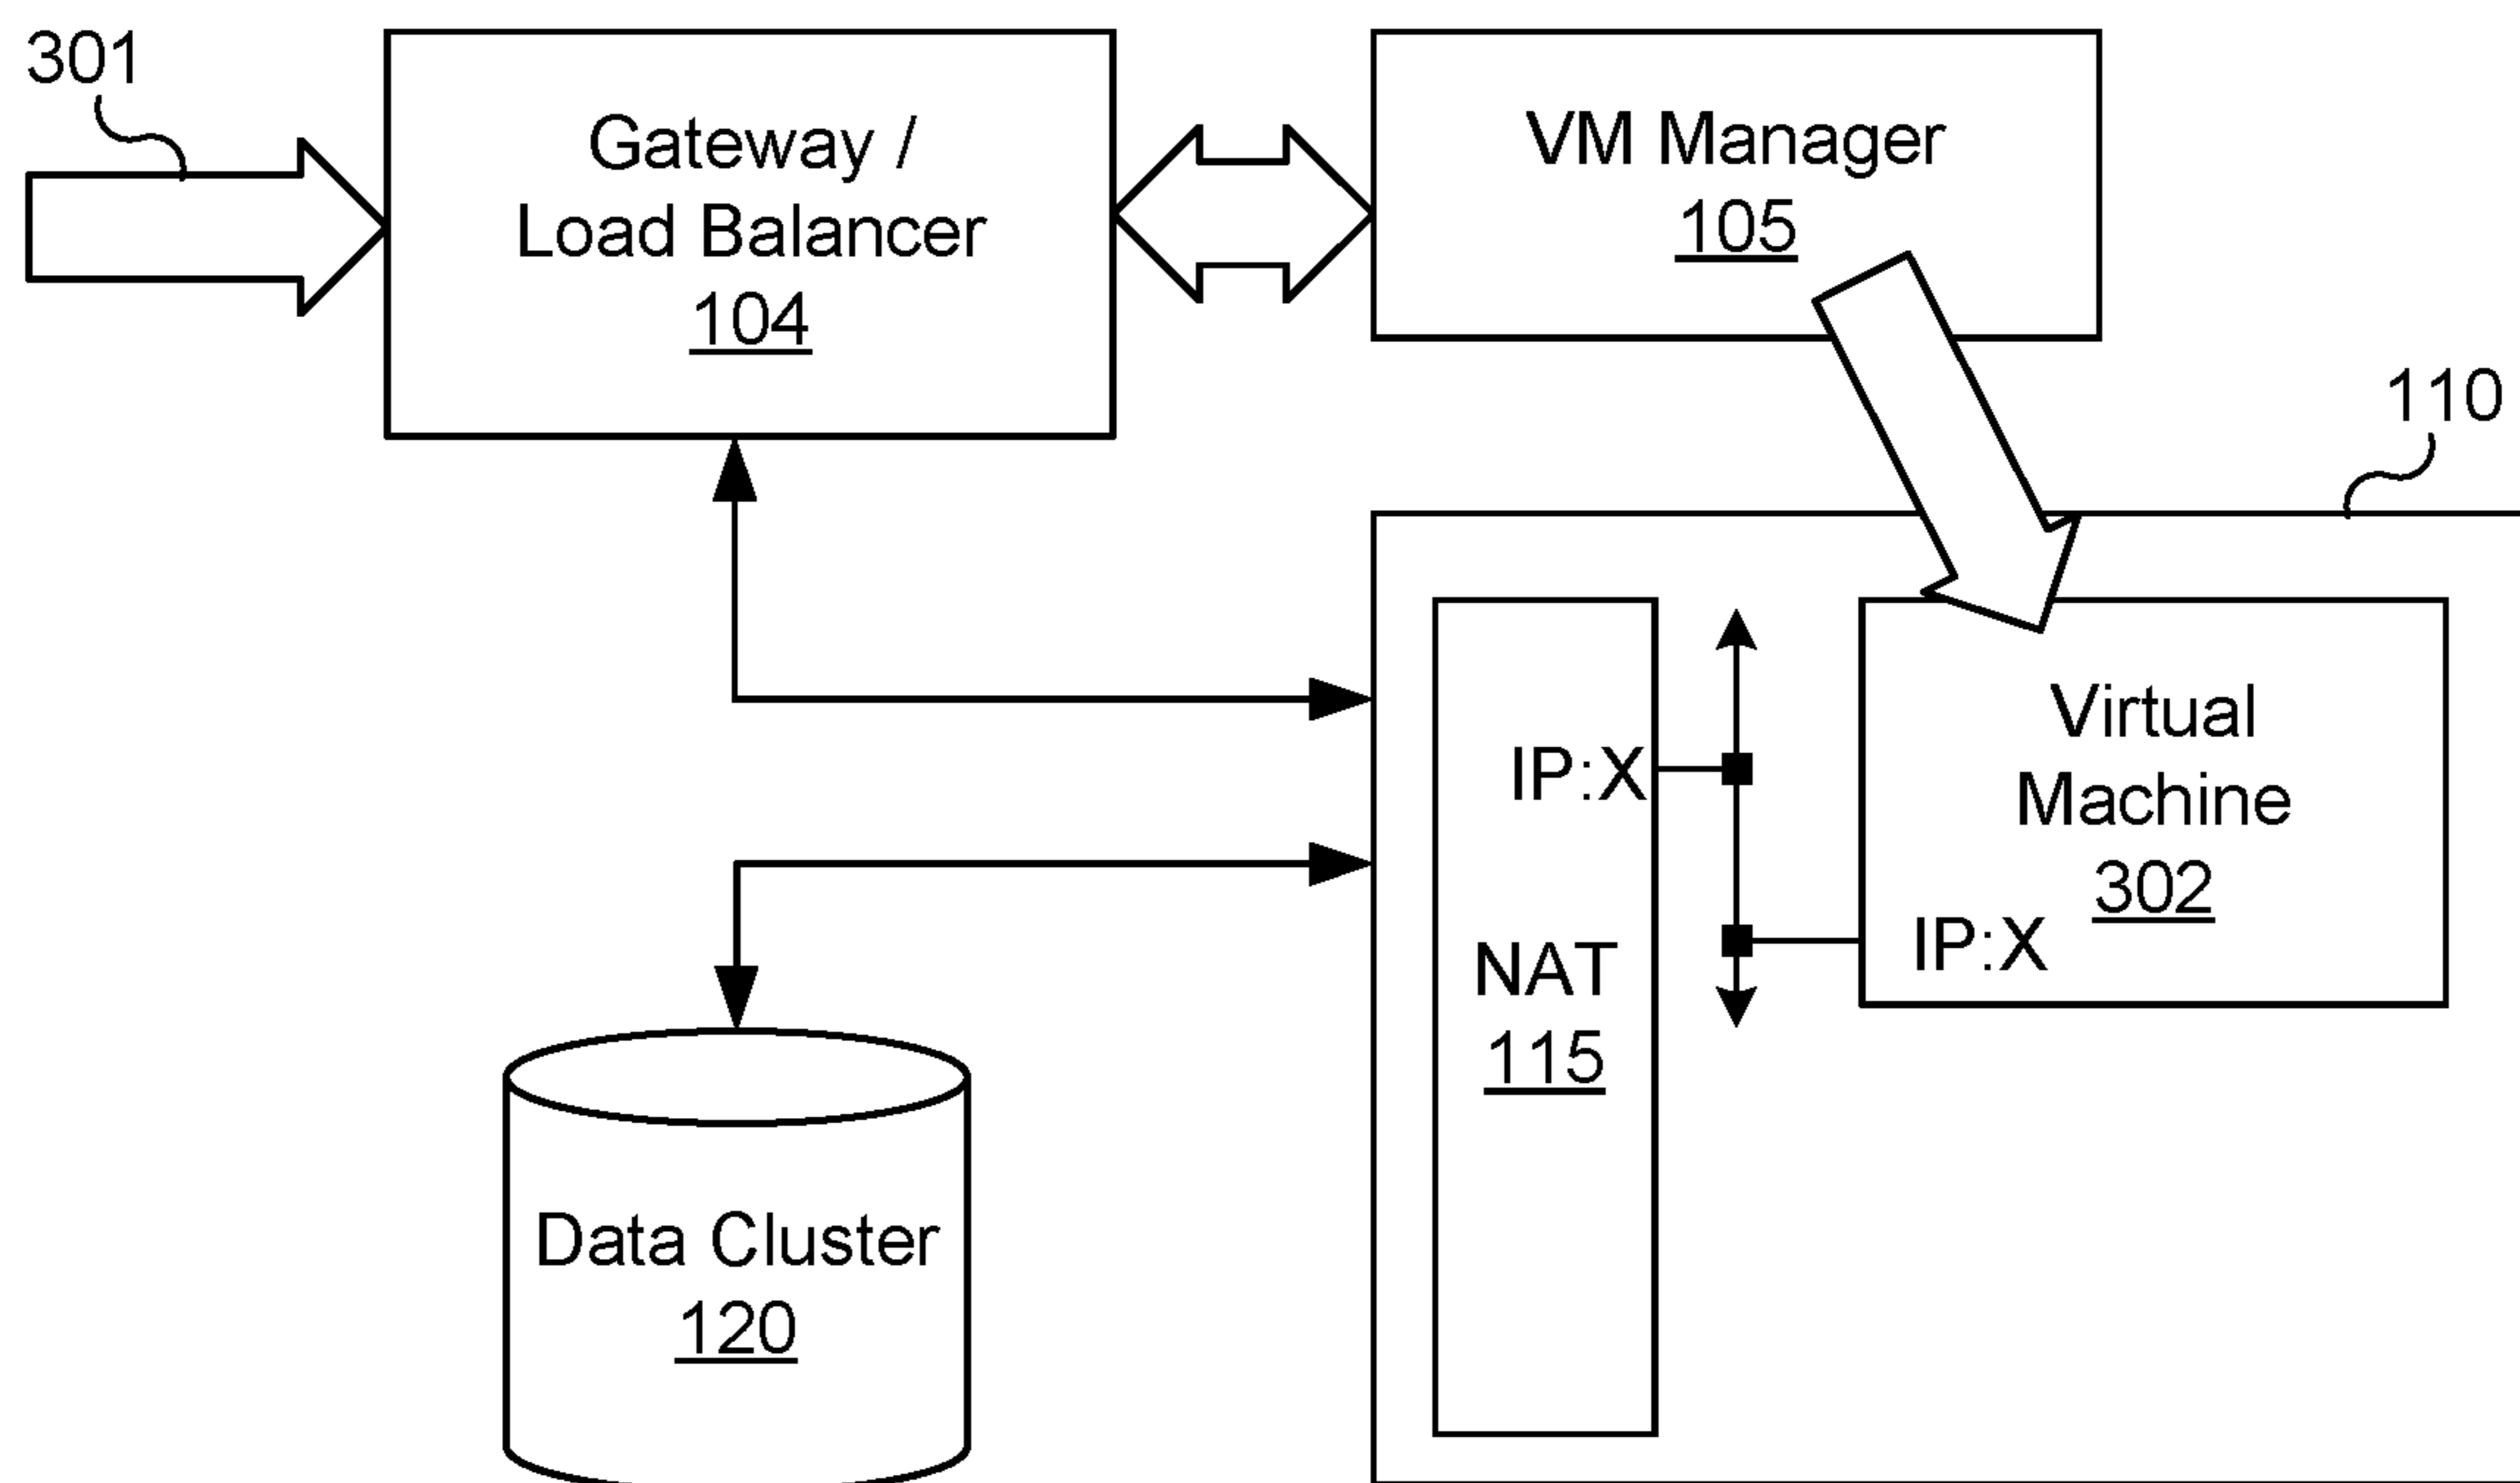 301
Gateway /
Load Balancer
104
VM Manager
105
110
IP:X
NAT
115
Virtual
Machine
302
IP:X
Data Cluster
120